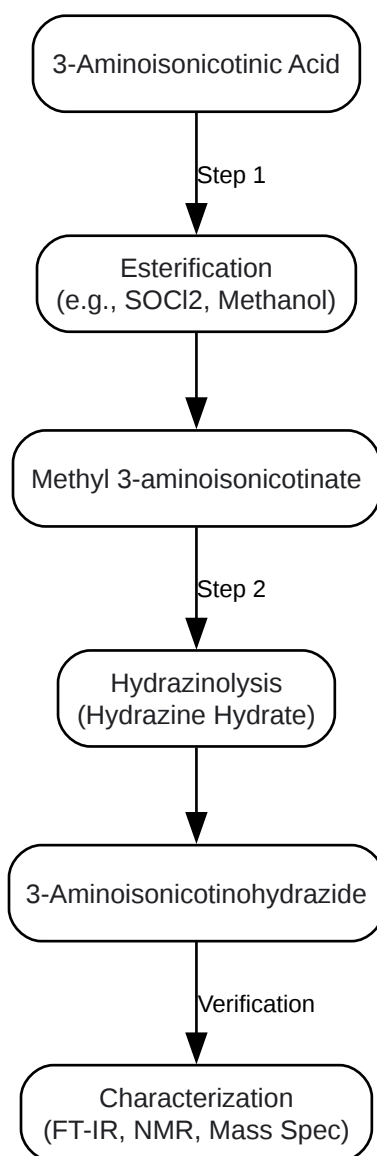 3-Aminoisonicotinic Acid
Step 1
Esterification
(e.g., SOCl2, Methanol)
Methyl 3-aminoisonicotinate
Step 2
Hydrazinolysis
(Hydrazine Hydrate)
3-Aminoisonicotinohydrazide
Verification
Characterization
(FT-IR, NMR, Mass Spec)